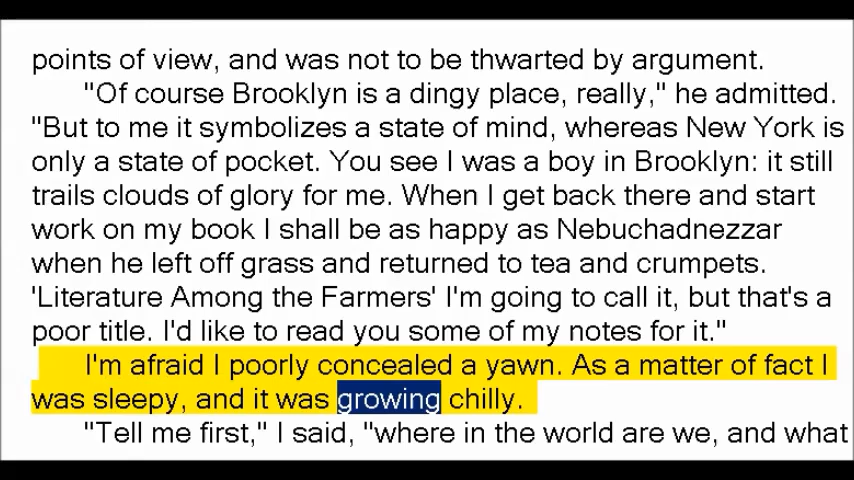 points of view, and was not to be thwarted by argument.
"Of course Brooklyn is a dingy place, really," he admitted.
"But to me it symbolizes a state of mind, whereas New York is
only a state of pocket. You see I was a boy in Brooklyn: it still
trails clouds of glory for me. When I get back there and start
work on my book I shall be as happy as Nebuchadnezzar
when he left off grass and returned to tea and crumpets.
'Literature Among the Farmers' I'm going to call it, but that's a
poor title. I'd like to read you some of my notes for it."
I'm afraid I poorly concealed a yawn. As a matter of fact I
was sleepy, and it was growing chilly.
"Tell me first," I said, "where in the world are we, and what